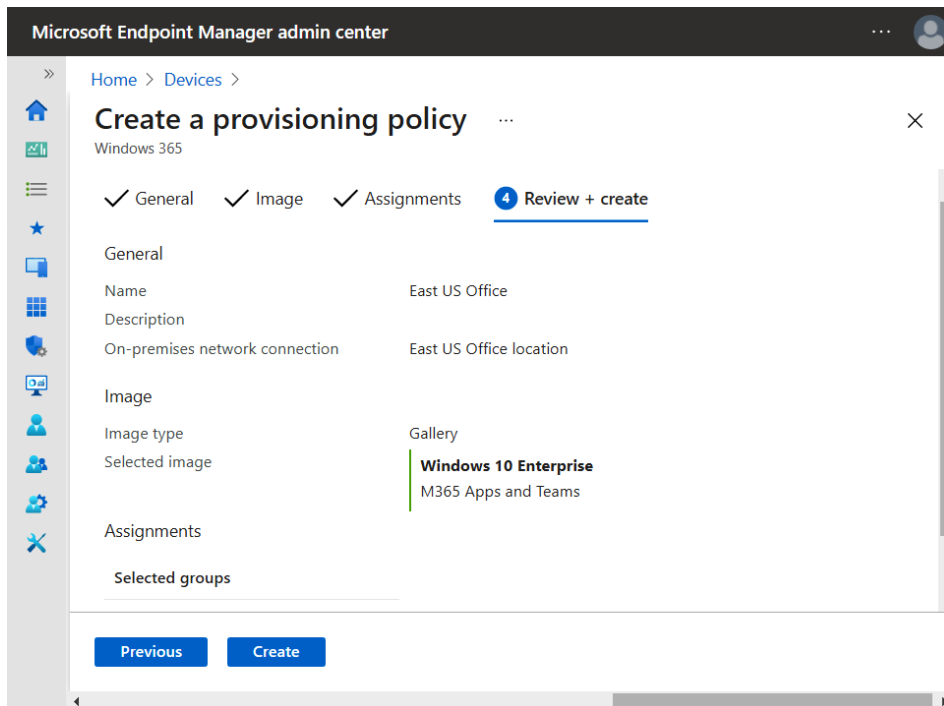 Microsoft Endpoint Manager admin center
Home > Devices >
Create a provisioning policy ...
Windows 365
General Image Assignments 4 Review + create
General
Name East US Office
Description
On-premises network connection East US Office location
Image
Image type Gallery
Selected image Windows 10 Enterprise
M365 Apps and Teams
Assignments
Selected groups
Previous Create